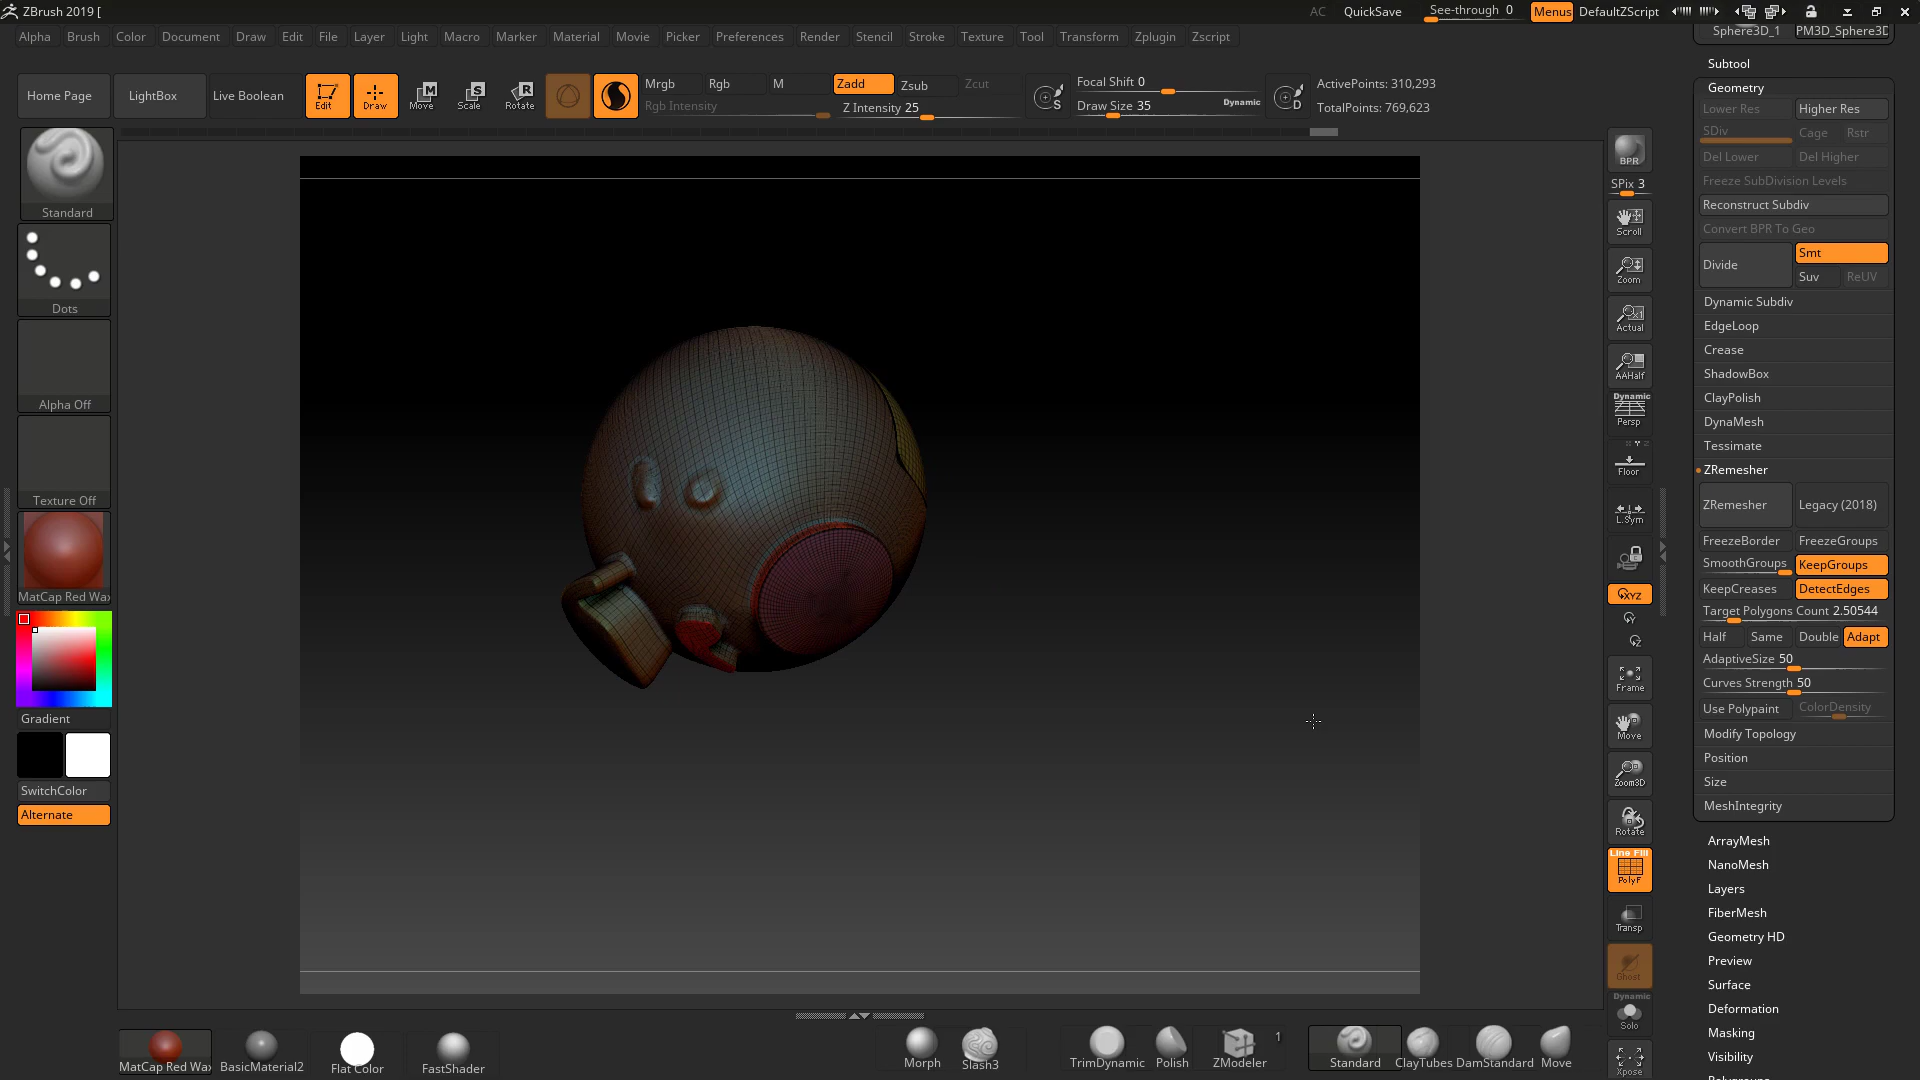 ZBrush 2019 [
AC QuickSave See-through 0 Menus DefaultZScript
Alpha Brush Color Document Draw Edit File Layer Light Macro Marker Material Movie Picker Preferences Render Stencil Stroke Texture Tool Transform Zplugin Zscript
Home Page LightBox Live Boolean Edit Draw Move Scale Rotate
Mrgb Rgb M Zadd Zsub Zcut
Rgb Intensity Z Intensity 25
Focal Shift 0
Draw Size 35 Dynamic
ActivePoints: 310,293
TotalPoints: 769,623
Standard
Dots
Alpha Off
Texture Off
MatCap Red Wax
Gradient
SwitchColor
Alternate
BPR
SPix 3
Scroll
Zoom
Actual
AAHalf
Dynamic
Persp
Floor
L.Sym
XYZ
Frame
Move
Zoom3D
Rotate
Line Fill
PolyF
Transp
Ghost
Dynamic
Solo
Xpose
Sphere3D_1 PM3D_Sphere3D
Subtool
Geometry
Lower Res Higher Res
SDiv Cage Rstr
Del Lower Del Higher
Freeze SubDivision Levels
Reconstruct Subdiv
Convert BPR To Geo
Divide Smt
Suv ReUV
Dynamic Subdiv
EdgeLoop
Crease
ShadowBox
ClayPolish
DynaMesh
Tessimate
ZRemesher
ZRemesher Legacy (2018)
FreezeBorder FreezeGroups
SmoothGroups KeepGroups
KeepCreases DetectEdges
Target Polygons Count 2.50544
Half Same Double Adapt
AdaptiveSize 50
Curves Strength 50
Use Polypaint ColorDensity
Modify Topology
Position
Size
MeshIntegrity
ArrayMesh
NanoMesh
Layers
FiberMesh
Geometry HD
Preview
Surface
Deformation
Masking
Visibility
MatCap Red Wax BasicMaterial2 Flat Color FastShader Morph Slash3 TrimDynamic Polish ZModeler 1 Standard ClayTubes DamStandard Move